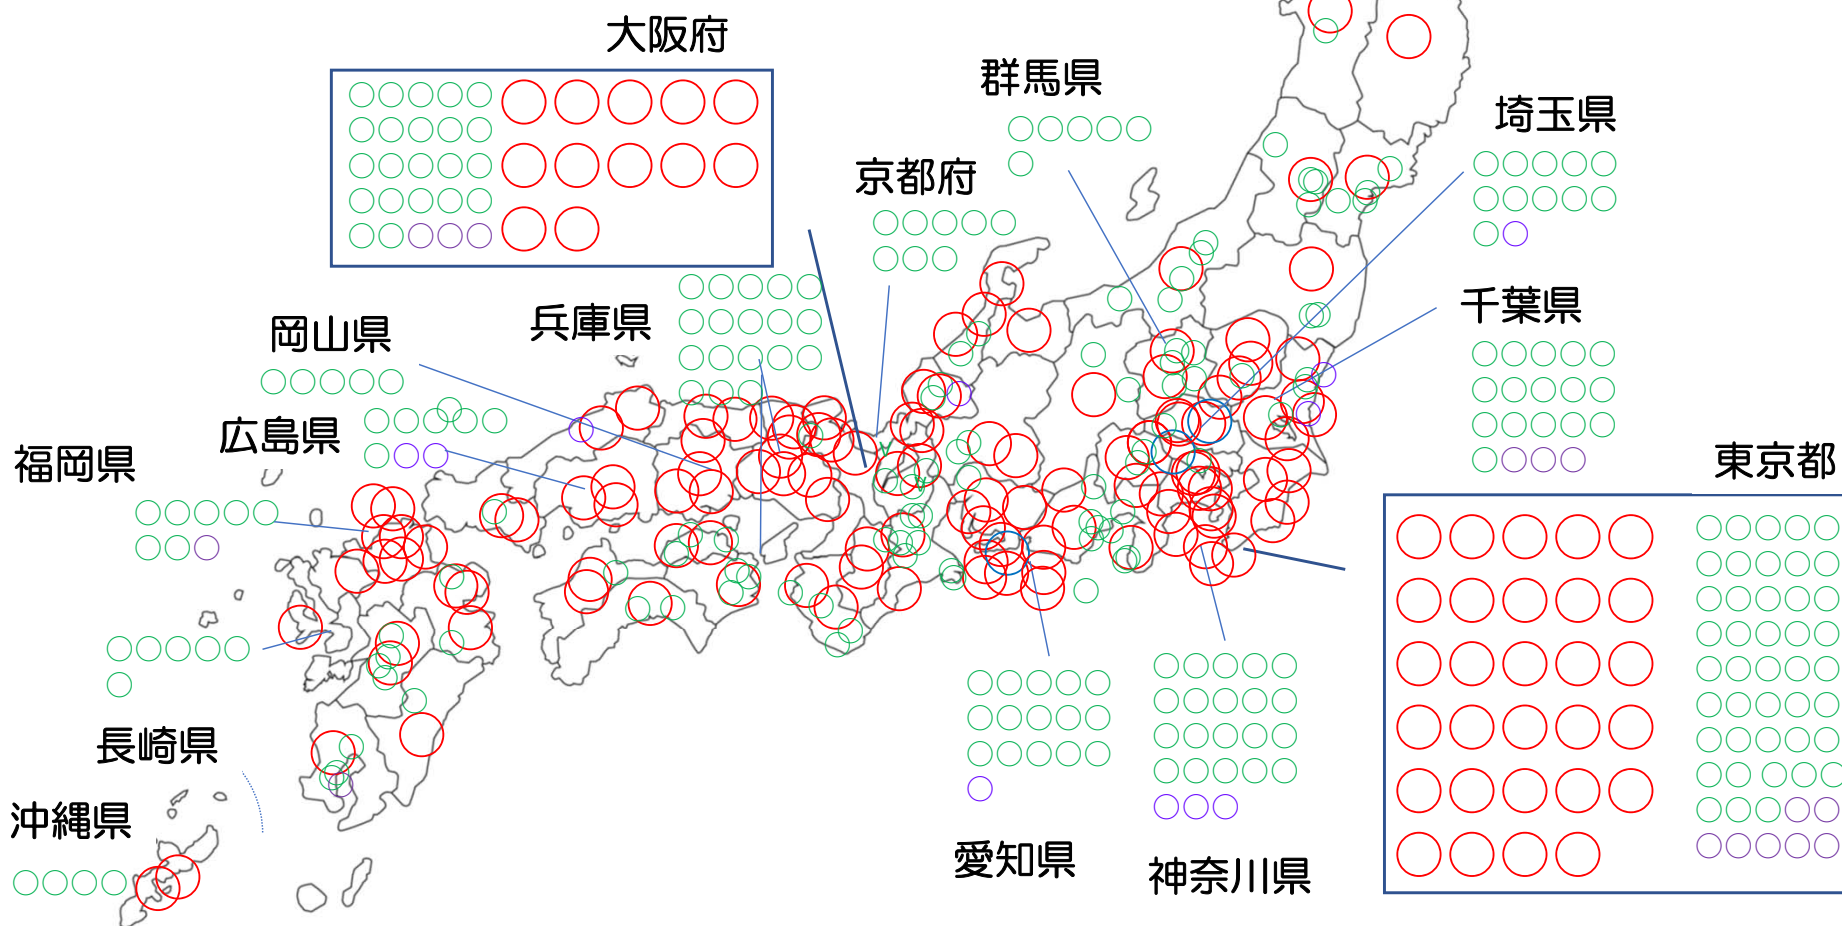 大阪府
群馬県
埼玉県
京都府
千葉県
兵庫県
岡山県
広島県
福岡県
東京都
長崎県
沖縄県
愛知県
神奈川県